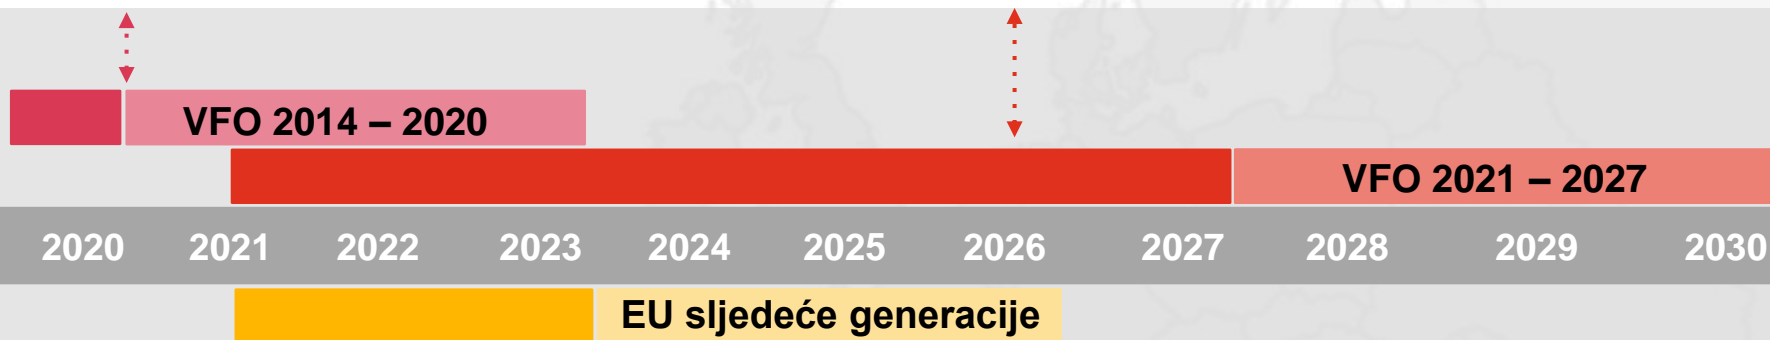 VFO 2014 – 2020
VFO 2021 – 2027
2020 2021 2022 2023 2024 2025 2026 2027 2028 2029 2030
EU sljedeće generacije